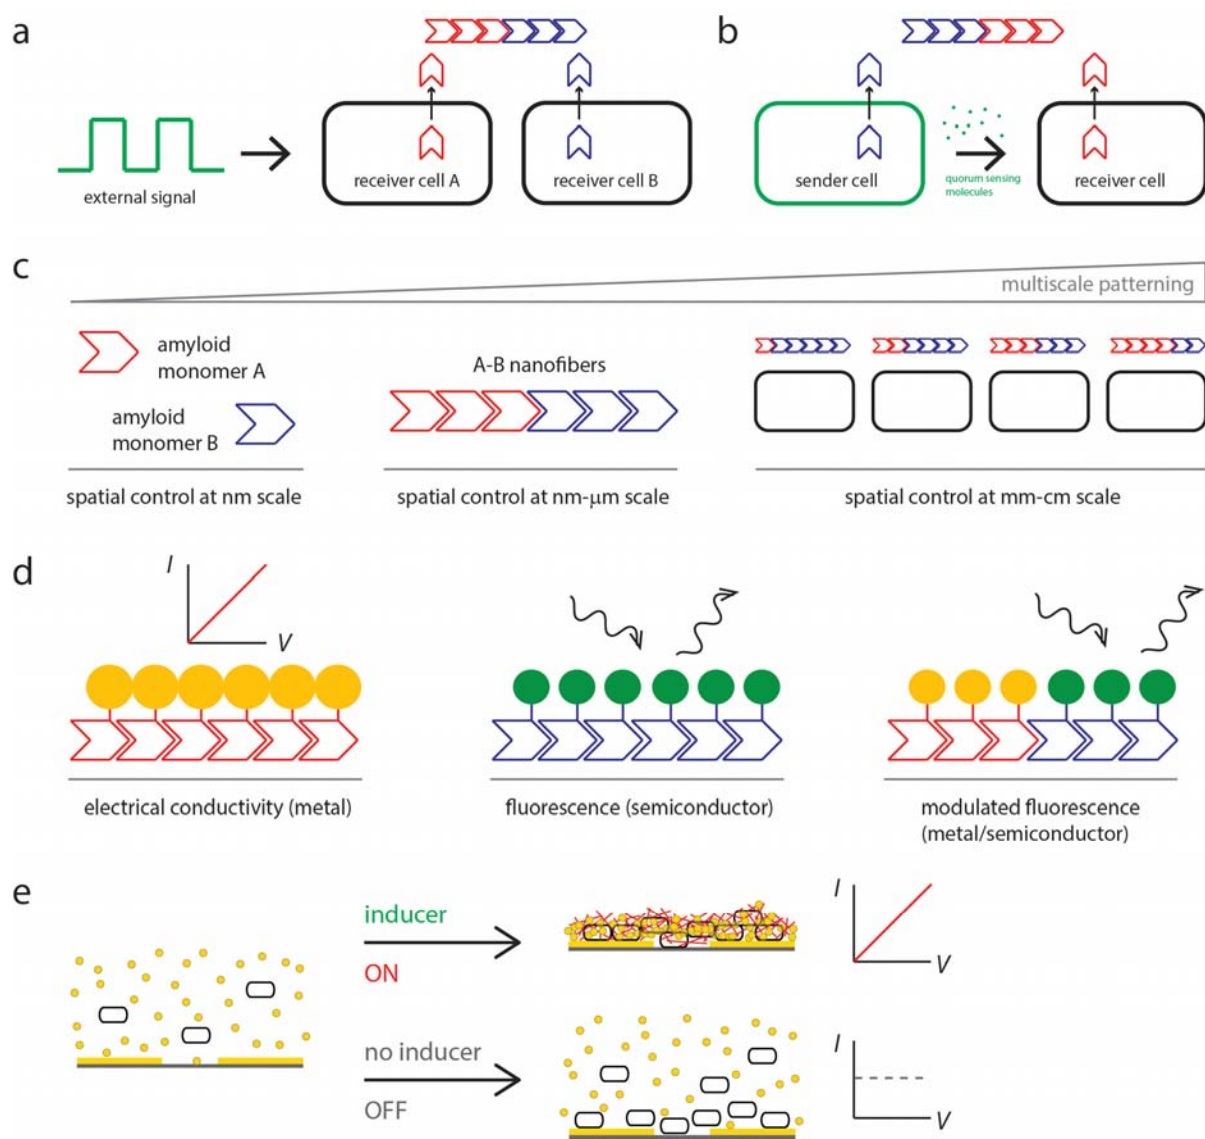 a
external signal
receiver cell A
receiver cell B
b
sender cell
quorum sensing
molecules
receiver cell
c
multiscale patterning
amyloid
monomer A
amyloid
monomer B
A-B nanofibers
spatial control at nm scale
spatial control at nm-μm scale
spatial control at mm-cm scale
d
I
V
electrical conductivity (metal)
fluorescence (semiconductor)
modulated fluorescence
(metal/semiconductor)
e
inducer
ON
I
V
no inducer
OFF
I
V